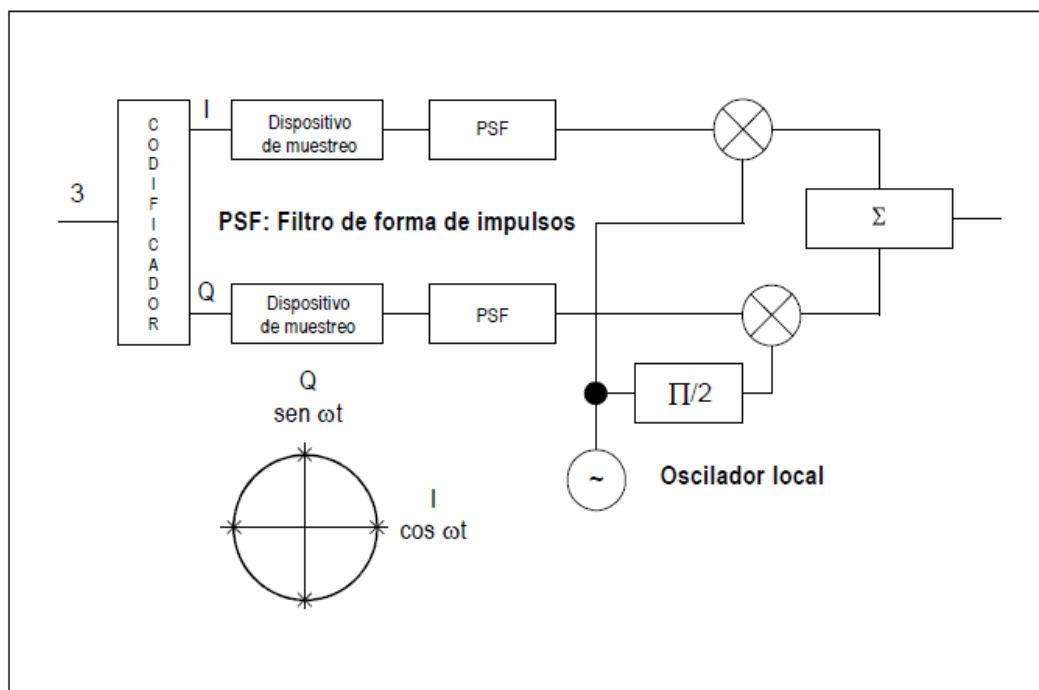 I
CODIFICADOR
Dispositivo
de muestreo
PSF
3
Σ
PSF: Filtro de forma de impulsos
Q
Dispositivo
de muestreo
PSF
Q
sen ωt
Π/2
I
cos ωt
~
Oscilador local